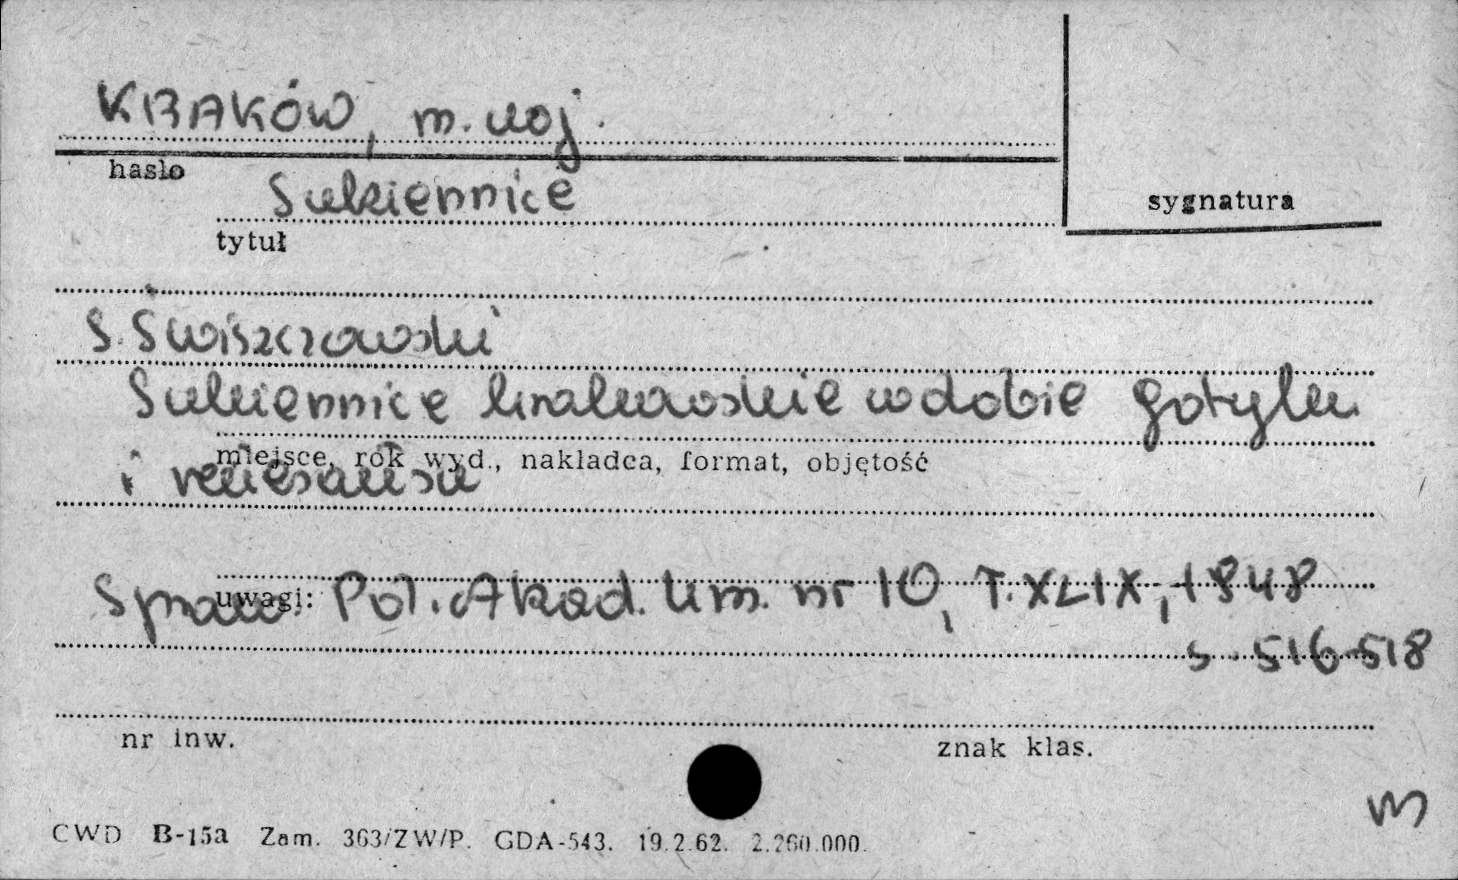 KRAKÓW, m. woj.
hasło
Sukiennice
sygnatura
tytuł
S. Świszczowski
Sukiennice krakowskie w dobie gotyku
miejsce, rok wyd., nakładca, format, objętość
i renesansu
uwagi:
Spraw. Pol. Akad. Um. nr 10, T. XLIX, 1848
s. 516-518
nr inw.
znak klas.
m
CWD B-15a Zam. 363/ZW/P. GDA-543. 19.2.62. 2.260.000.